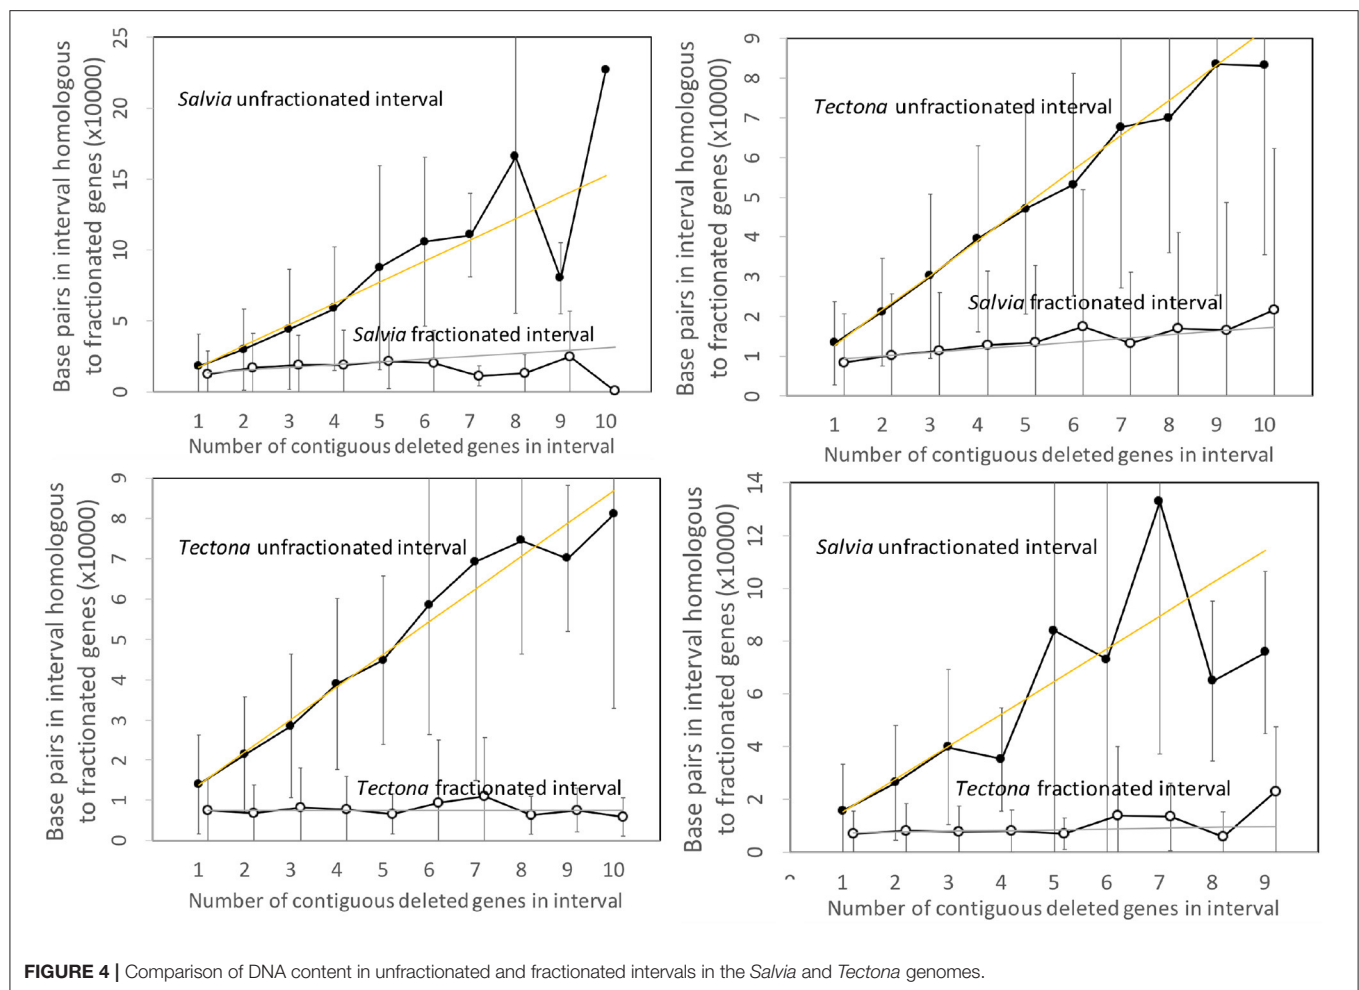 Base pairs in interval homologous
to fractionated genes (x10000)
25
20
15
10
5
0
Salvia unfractionated interval
Salvia fractionated interval
1 2 3 4 5 6 7 8 9 10
Number of contiguous deleted genes in interval
Base pairs in interval homologous
to fractionated genes (x10000)
9
8
7
6
5
4
3
2
1
0
Tectona unfractionated interval
Salvia fractionated interval
1 2 3 4 5 6 7 8 9 10
Number of contiguous deleted genes in interval
Base pairs in interval homologous
to fractionated genes (x10000)
9
8
7
6
5
4
3
2
1
0
Tectona unfractionated interval
Tectona fractionated interval
1 2 3 4 5 6 7 8 9 10
Number of contiguous deleted genes in interval
Base pairs in interval homologous
to fractionated genes (x10000)
14
12
10
8
6
4
2
0
Salvia unfractionated interval
Tectona fractionated interval
1 2 3 4 5 6 7 8 9
Number of contiguous deleted genes in interval
FIGURE 4 | Comparison of DNA content in unfractionated and fractionated intervals in the Salvia and Tectona genomes.